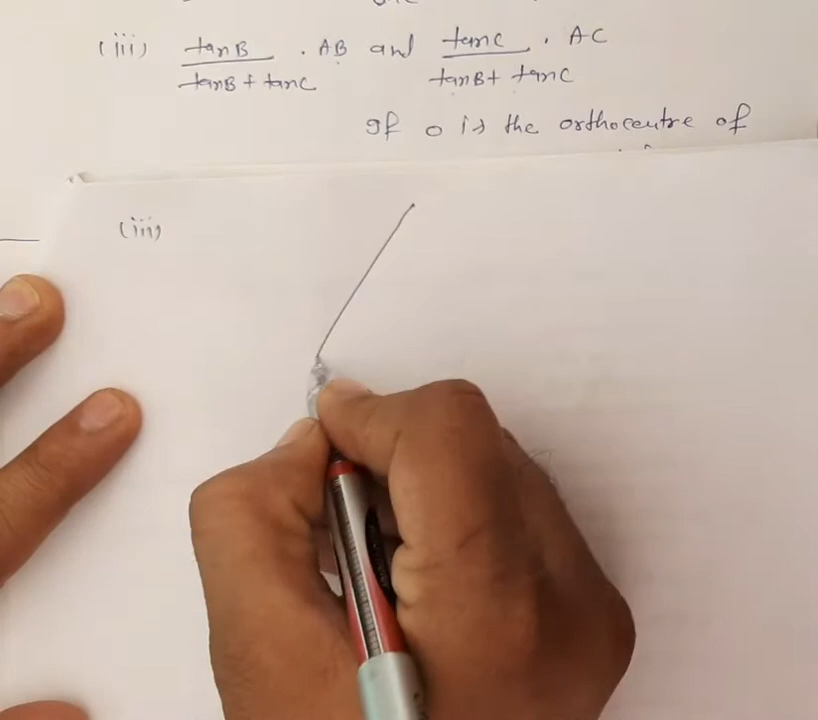 (iii) tanB / tanB + tanC . AB and tanC / tanB + tanC . AC
If O is the orthocentre of
(iii)